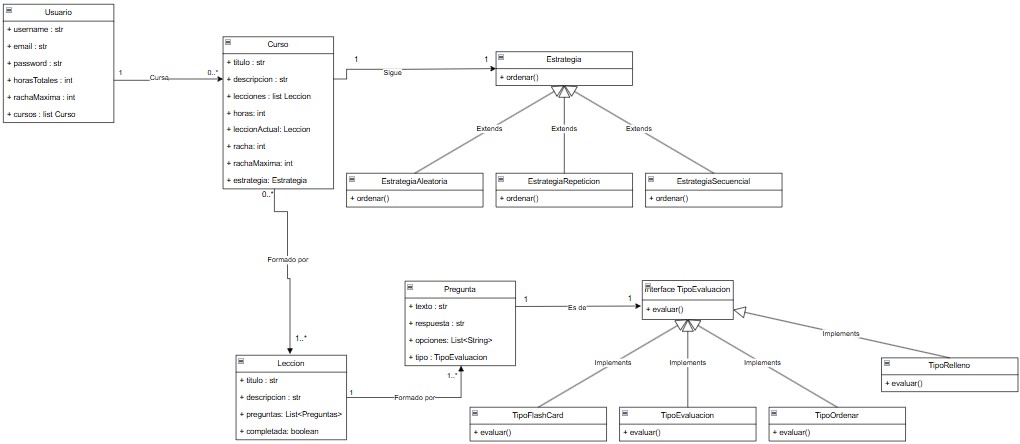 Usuario
+ username : str
+ email : str
+ password : str
+ horasTotales : int
+ rachaMaxima : int
+ cursos : list Curso
1
Cursa
0..*
Curso
+ titulo : str
+ descripcion : str
+ lecciones : list Leccion
+ horas: int
+ leccionActual: Leccion
+ racha: int
+ rachaMaxima: int
+ estrategia: Estrategia
1
Sigue
1
Estrategia
+ ordenar()
Extends
Extends
Extends
EstrategiaAleatoria
+ ordenar()
EstrategiaRepeticion
+ ordenar()
EstrategiaSecuencial
+ ordenar()
0..*
Formado por
1..*
Leccion
+ titulo : str
+ descripcion : str
+ preguntas: List<Preguntas>
+ completada: boolean
1
Formado por
1..*
Pregunta
+ texto : str
+ respuesta : str
+ opciones: List<String>
+ tipo : TipoEvaluacion
1
Es de
1
Interface TipoEvaluacion
+ evaluar()
Implements
Implements
Implements
Implements
TipoRelleno
+ evaluar()
TipoFlashCard
+ evaluar()
TipoEvaluacion
+ evaluar()
TipoOrdenar
+ evaluar()